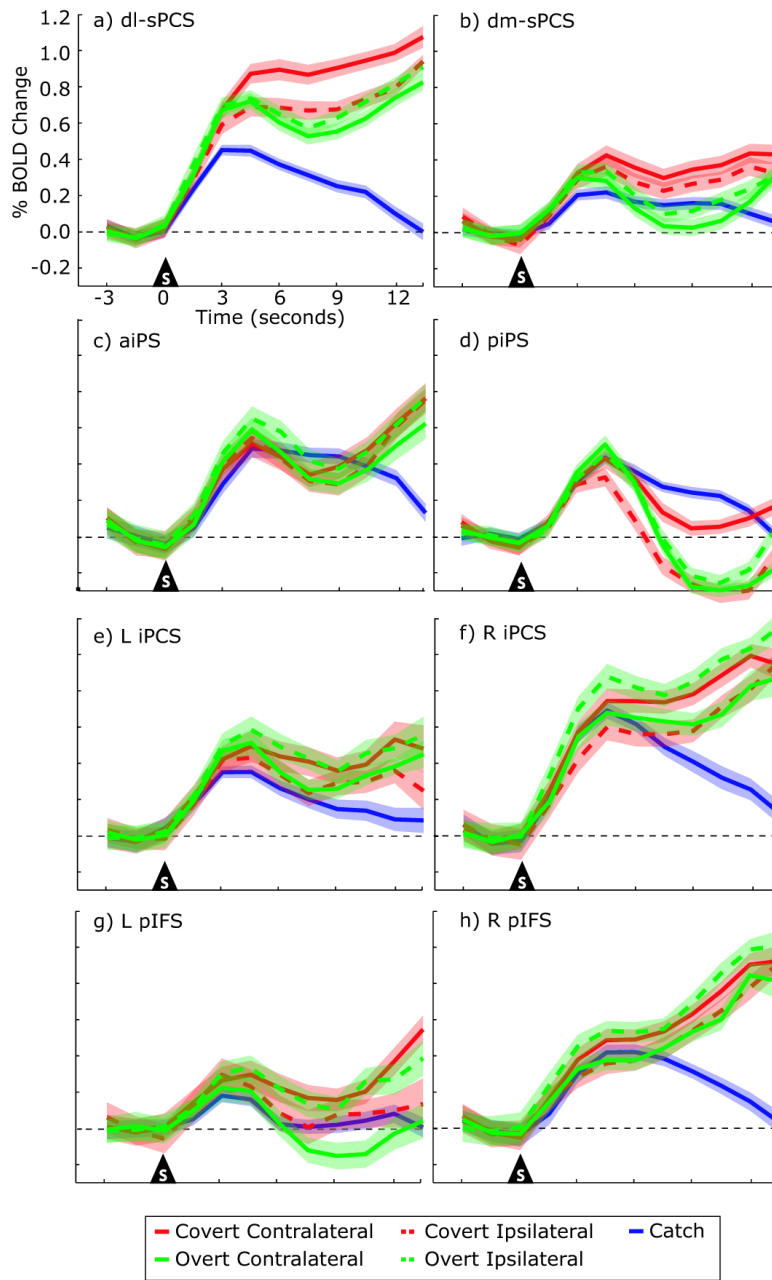 a) dl-sPCS
b) dm-sPCS
% BOLD Change
1.2
1.0
0.8
0.6
0.4
0.2
0.0
-0.2
S
S
-3 0 3 6 9 12
Time (seconds)
c) aiPS
d) piPS
S
S
e) L iPCS
f) R iPCS
S
S
g) L pIFS
h) R pIFS
S
S
Covert Contralateral Covert Ipsilateral Catch
Overt Contralateral Overt Ipsilateral